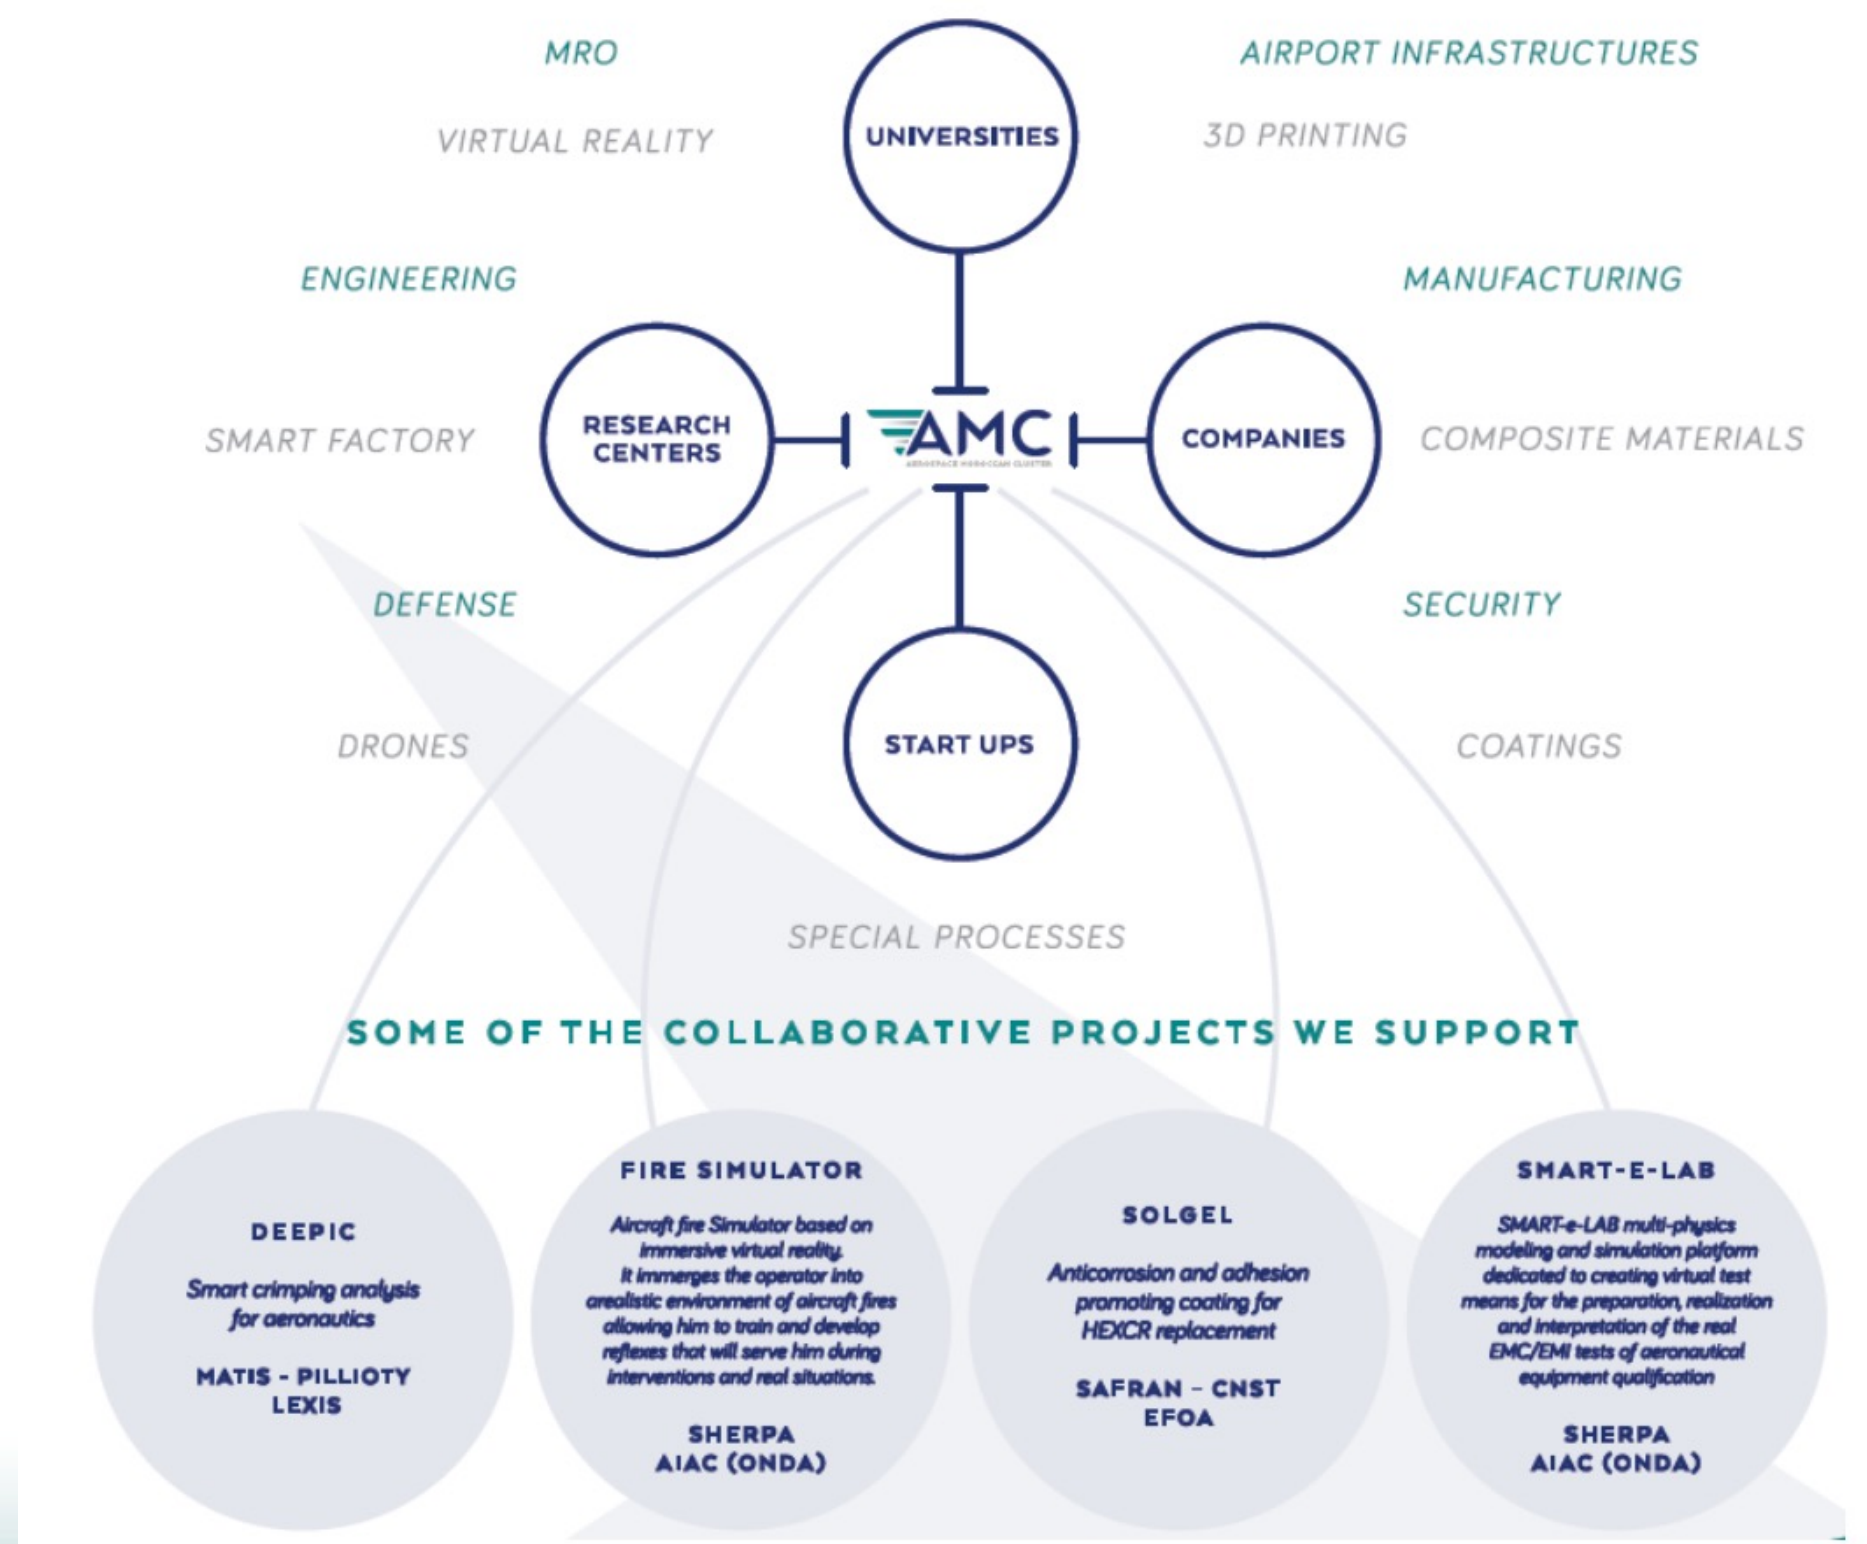 MRO
AIRPORT INFRASTRUCTURES
VIRTUAL REALITY
UNIVERSITIES
3D PRINTING
ENGINEERING
MANUFACTURING
SMART FACTORY
RESEARCH
CENTERS
AMC
AEROSPACE MOROCCAN CLUSTER
COMPANIES
COMPOSITE MATERIALS
DEFENSE
SECURITY
DRONES
START UPS
COATINGS
SPECIAL PROCESSES
SOME OF THE COLLABORATIVE PROJECTS WE SUPPORT
DEEPIC
Smart crimping analysis
for aeronautics
MATIS - PILLIOTY
LEXIS
FIRE SIMULATOR
Aircraft fire Simulator based on
immersive virtual reality.
It immerges the operator into
arealistic environment of aircraft fires
allowing him to train and develop
reflexes that will serve him during
interventions and real situations.
SHERPA
AIAC (ONDA)
SOLGEL
Anticorrosion and adhesion
promoting coating for
HEXCR replacement
SAFRAN - CNST
EFOA
SMART-E-LAB
SMART-e-LAB multi-physics
modeling and simulation platform
dedicated to creating virtual test
means for the preparation, realization
and interpretation of the real
EMC/EMI tests of aeronautical
equipment qualification
SHERPA
AIAC (ONDA)